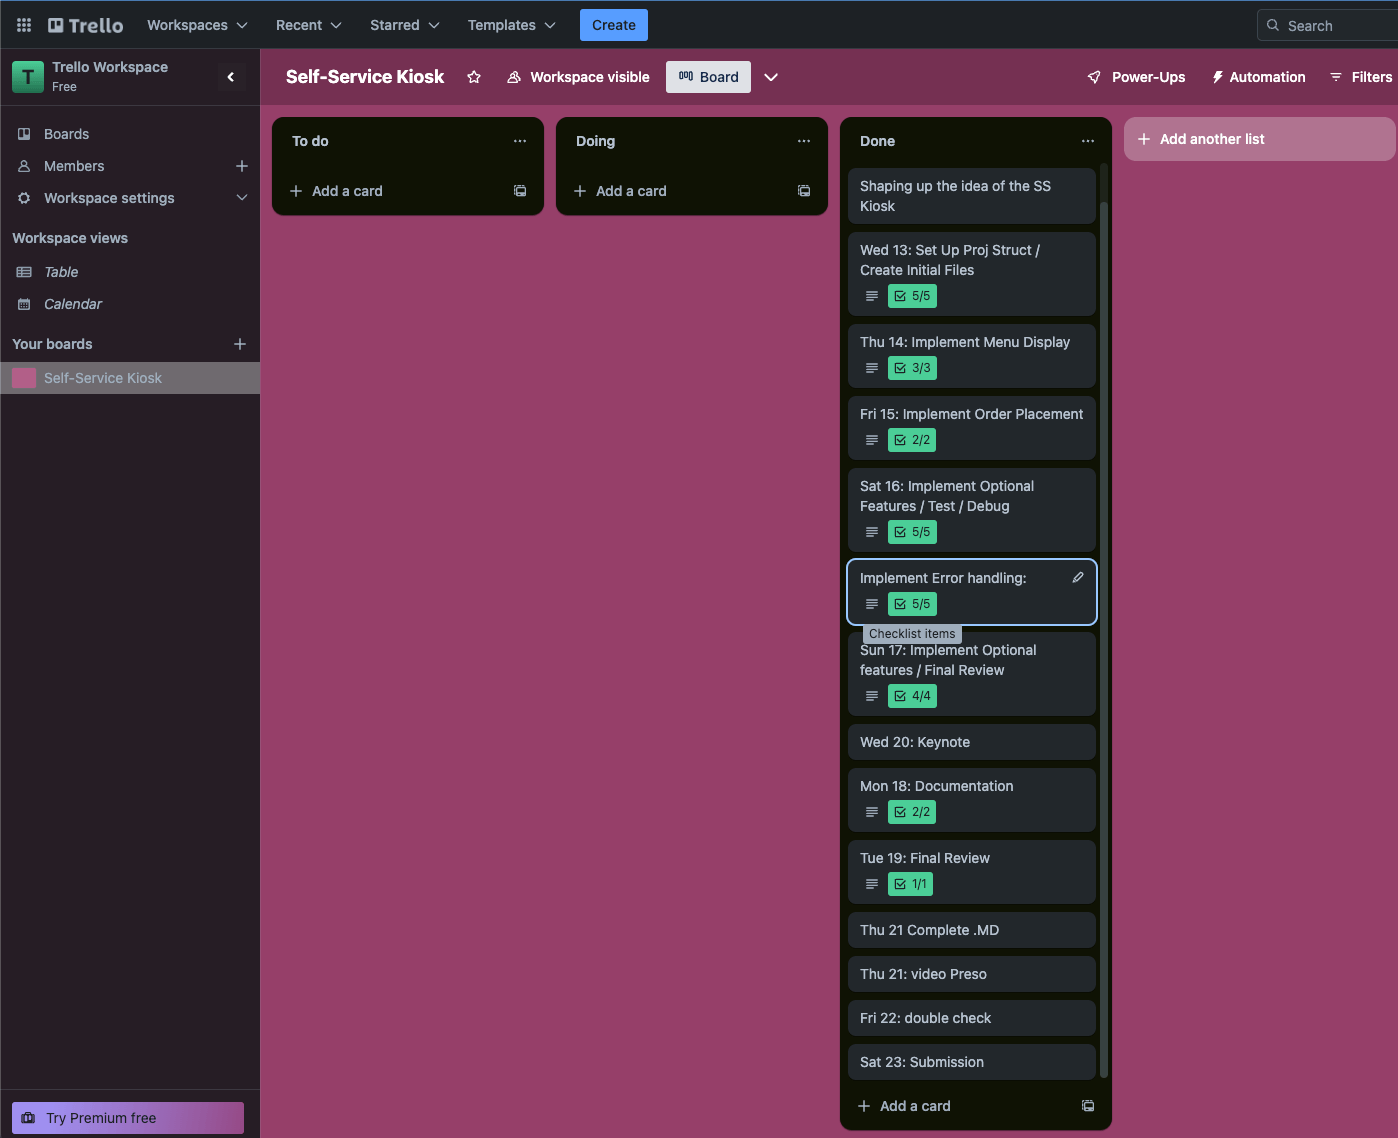 Trello
Workspaces
Recent
Starred
Templates
Create
Search
T
Trello Workspace
Free
Self-Service Kiosk
Workspace visible
Board
Power-Ups
Automation
Filters
Boards
Members
Workspace settings
Workspace views
Table
Calendar
Your boards
Self-Service Kiosk
Try Premium free
To do
Add a card
Doing
Add a card
Done
Shaping up the idea of the SS
Kiosk
Wed 13: Set Up Proj Struct /
Create Initial Files
5/5
Thu 14: Implement Menu Display
3/3
Fri 15: Implement Order Placement
2/2
Sat 16: Implement Optional
Features / Test / Debug
5/5
Implement Error handling:
5/5
Checklist items
Sun 17: Implement Optional
features / Final Review
4/4
Wed 20: Keynote
Mon 18: Documentation
2/2
Tue 19: Final Review
1/1
Thu 21 Complete .MD
Thu 21: video Preso
Fri 22: double check
Sat 23: Submission
Add a card
Add another list